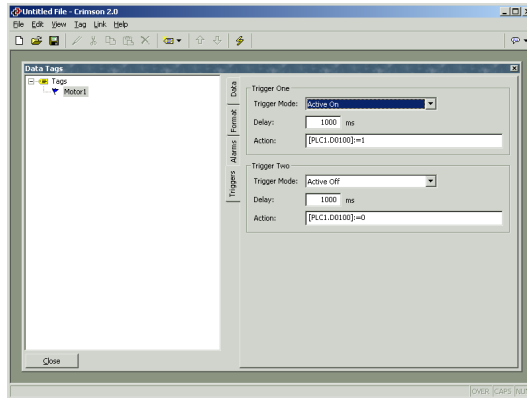 Untitled File - Crimson 2.0
File Edit View Tag Link Help
Data Tags
Tags
Motor1
Data
Format
Alarms
Triggers
Trigger One
Trigger Mode: Active On
Delay: 1000 ms
Action: [PLC1.D0100]:=1
Trigger Two
Trigger Mode: Active Off
Delay: 1000 ms
Action: [PLC1.D0100]:=0
Close
OVER CAPS NU